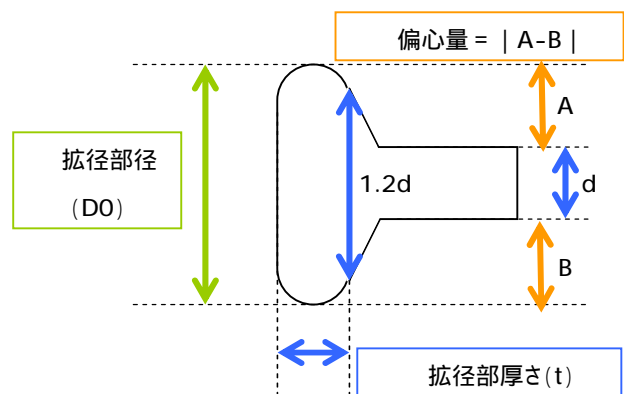 偏心量 = | A-B |
A
拡径部径
(D0)
1.2d
d
B
拡径部厚さ(t)